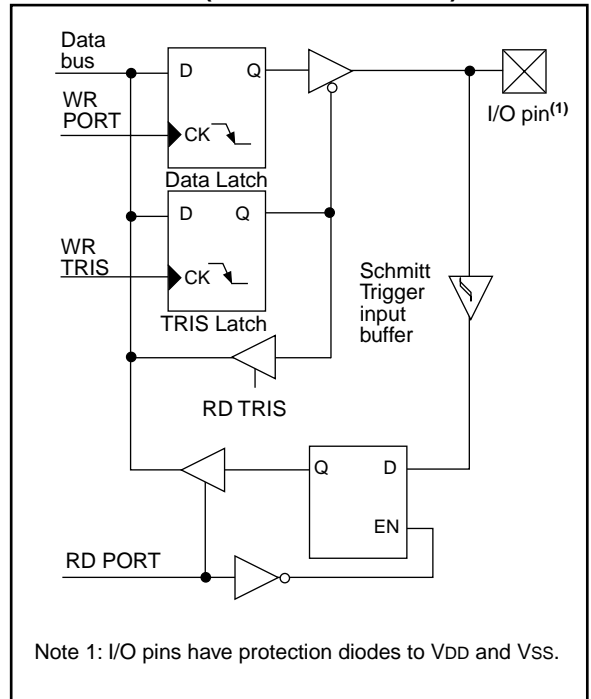 Data
bus
D Q
WR
PORT
CK
I/O pin(1)
Data Latch
D Q
WR
TRIS
CK
Schmitt
Trigger
input
buffer
TRIS Latch
RD TRIS
Q D
EN
RD PORT
Note 1: I/O pins have protection diodes to VDD and VSS.